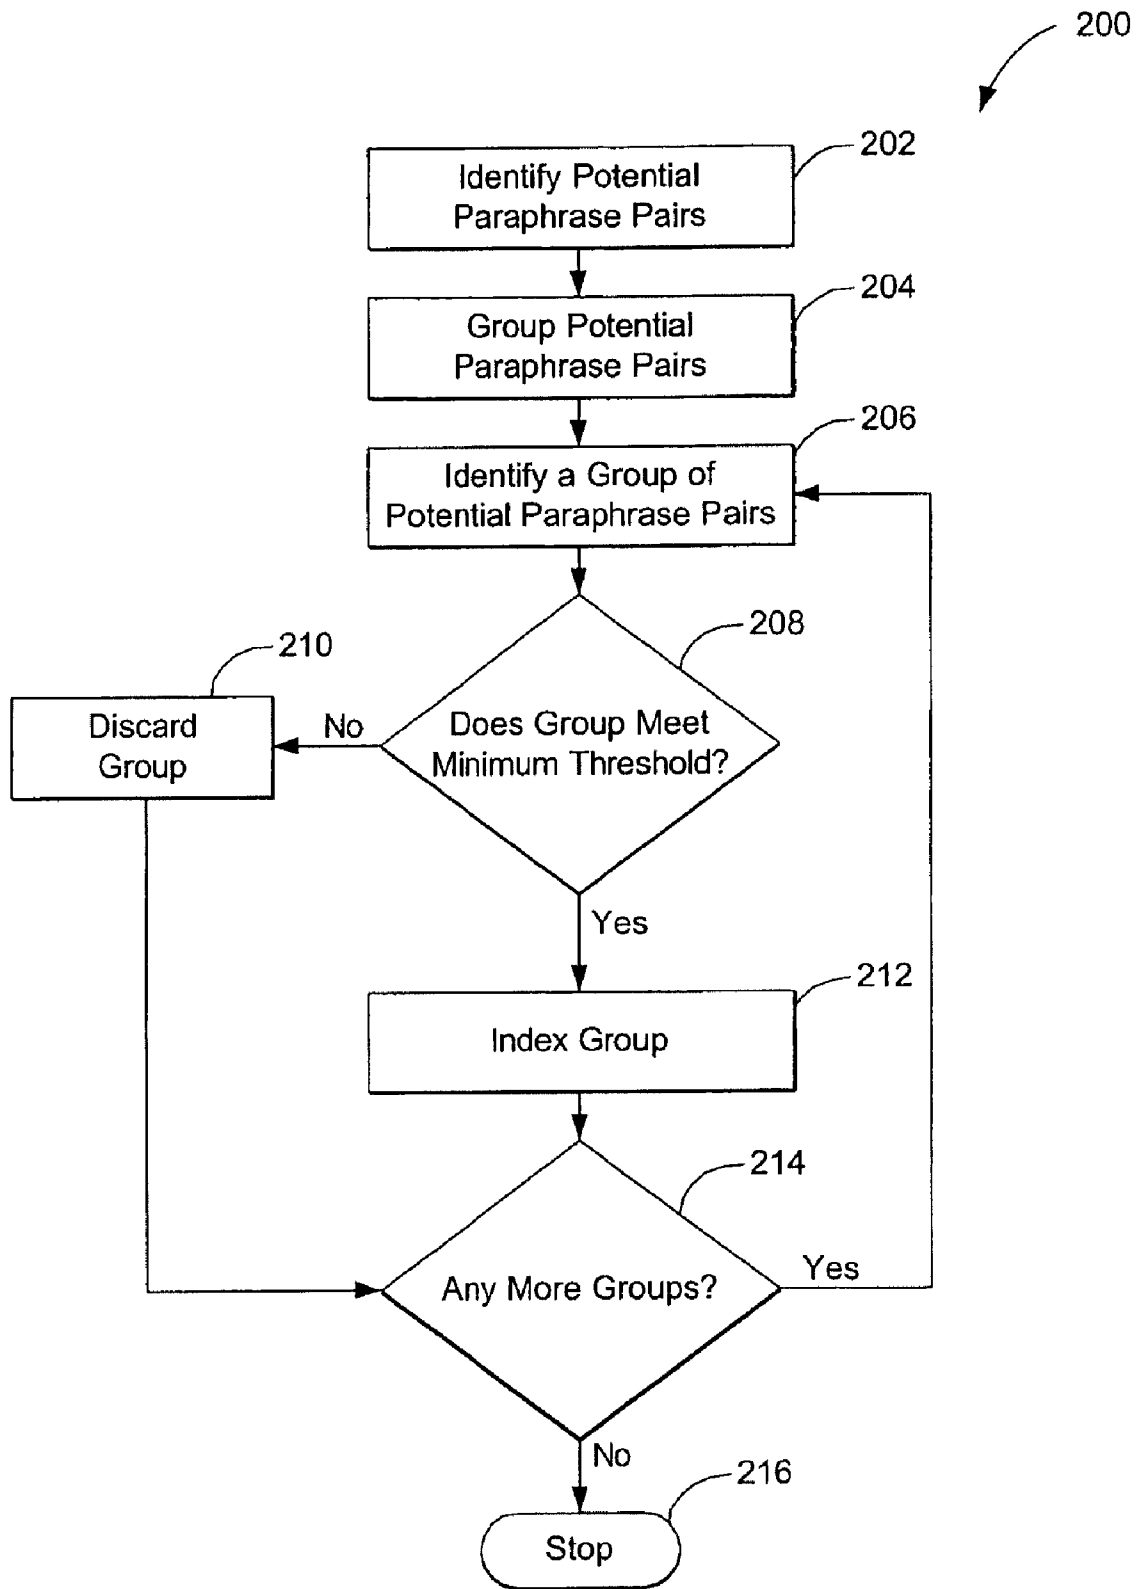 200
202
Identify Potential
Paraphrase Pairs
204
Group Potential
Paraphrase Pairs
206
Identify a Group of
Potential Paraphrase Pairs
208
210
Does Group Meet
Minimum Threshold?
No
Discard
Group
Yes
212
Index Group
214
Any More Groups?
Yes
No
216
Stop